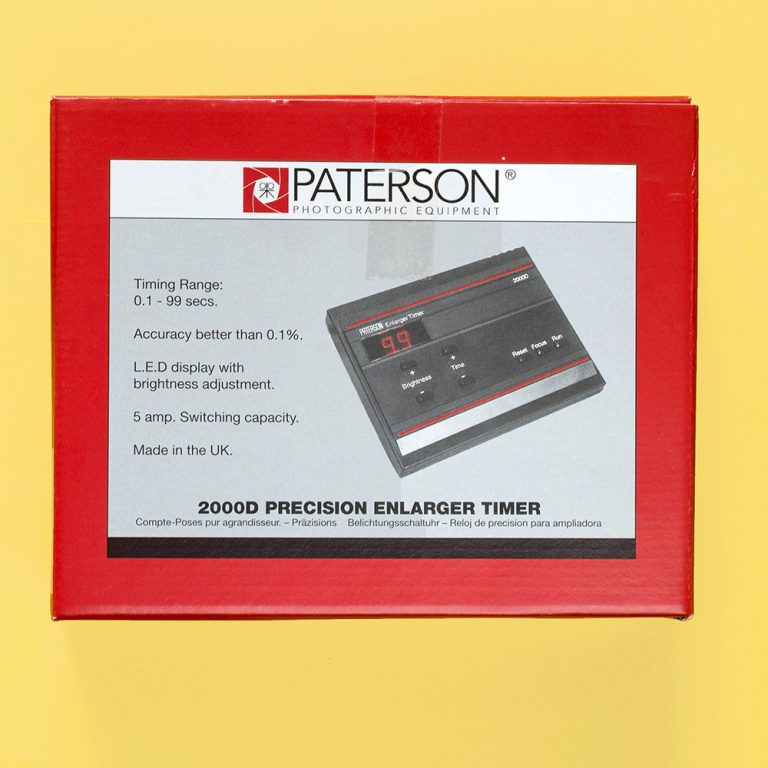 PATERSON®
PHOTOGRAPHIC EQUIPMENT
Timing Range:
0.1 - 99 secs.
Accuracy better than 0.1%.
L.E.D display with
brightness adjustment.
5 amp. Switching capacity.
Made in the UK.
2000D
PATERSON Enlarger Timer
99
+ +
Brightness Time
- -
Reset Focus Run
2000D PRECISION ENLARGER TIMER
Compte-Poses pur agrandisseur. – Präzisions Belichtungsschaltuhr – Reloj de precision para ampliadora